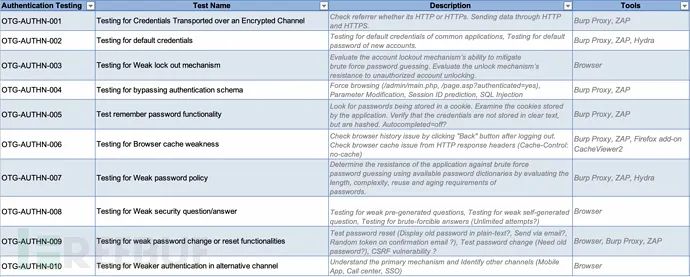 Authentication Testing Test Name Description Tools
OTG-AUTHN-001 Testing for Credentials Transported over an Encrypted Channel Check referrer whether its HTTP or HTTPs. Sending data through HTTP
and HTTPS. Burp Proxy, ZAP
OTG-AUTHN-002 Testing for default credentials Testing for default credentials of common applications, Testing for default
password of new accounts. Burp Proxy, ZAP, Hydra
OTG-AUTHN-003 Testing for Weak lock out mechanism Evaluate the account lockout mechanism's ability to mitigate
brute force password guessing. Evaluate the unlock mechanism's
resistance to unauthorized account unlocking. Browser
OTG-AUTHN-004 Testing for bypassing authentication schema Force browsing (/admin/main.php, /page.asp?authenticated=yes),
Parameter Modification, Session ID prediction, SQL Injection Burp Proxy, ZAP
OTG-AUTHN-005 Test remember password functionality Look for passwords being stored in a cookie. Examine the cookies stored
by the application. Verify that the credentials are not stored in clear text,
but are hashed. Autocompleted=off? Burp Proxy, ZAP
OTG-AUTHN-006 Testing for Browser cache weakness Check browser history issue by clicking "Back" button after logging out.
Check browser cache issue from HTTP response headers (Cache-Control:
no-cache) Burp Proxy, ZAP, Firefox add-on
CacheViewer2
OTG-AUTHN-007 Testing for Weak password policy Determine the resistance of the application against brute force
password guessing using available password dictionaries by evaluating the
length, complexity, reuse and aging requirements of
passwords. Burp Proxy, ZAP, Hydra
OTG-AUTHN-008 Testing for Weak security question/answer Testing for weak pre-generated questions, Testing for weak self-generated
question, Testing for brute-forcible answers (Unlimited attempts?) Browser
OTG-AUTHN-009 Testing for weak password change or reset functionalities Test password reset (Display old password in plain-text?, Send via email?,
Random token on confirmation email ?), Test password change (Need old
password?), CSRF vulnerability ? Browser, Burp Proxy, ZAP
OTG-AUTHN-010 Testing for Weaker authentication in alternative channel Understand the primary mechanism and Identify other channels (Mobile
App, Call center, SSO) Browser